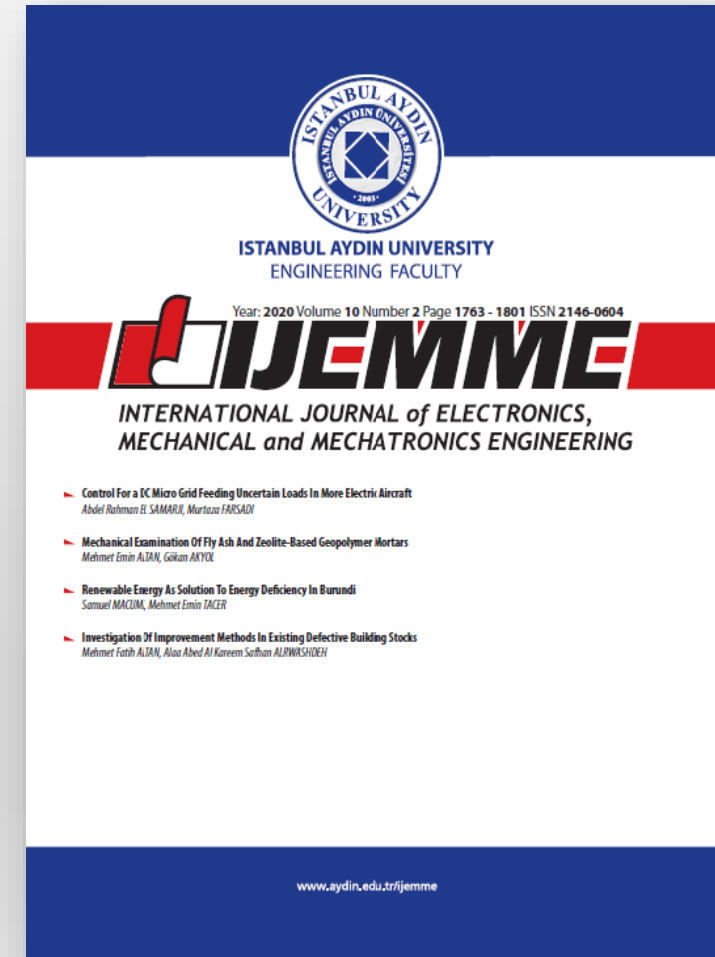 ISTANBUL AYDIN
UNIVERSITY
İSTANBUL AYDIN ÜNİVERSİTESİ
• 2003 •
ISTANBUL AYDIN UNIVERSITY
ENGINEERING FACULTY
Year: 2020 Volume 10 Number 2 Page 1763 - 1801 ISSN 2146-0604
IJEMME
INTERNATIONAL JOURNAL of ELECTRONICS,
MECHANICAL and MECHATRONICS ENGINEERING
Control For a DC Micro Grid Feeding Uncertain Loads In More Electric Aircraft
Abdel Rahman EL SAMARJI, Murtaza FARSADI
Mechanical Examination Of Fly Ash And Zeolite-Based Geopolymer Mortars
Mehmet Emin ALTAN, Gökan AKYOL
Renewable Energy As Solution To Energy Deficiency In Burundi
Samuel MACUMI, Mehmet Emin TACER
Investigation Of Improvement Methods In Existing Defective Building Stocks
Mehmet Fatih ALTAN, Alaa Abed Al Kareem Safhan ALRWASHDEH
www.aydin.edu.tr/ijemme